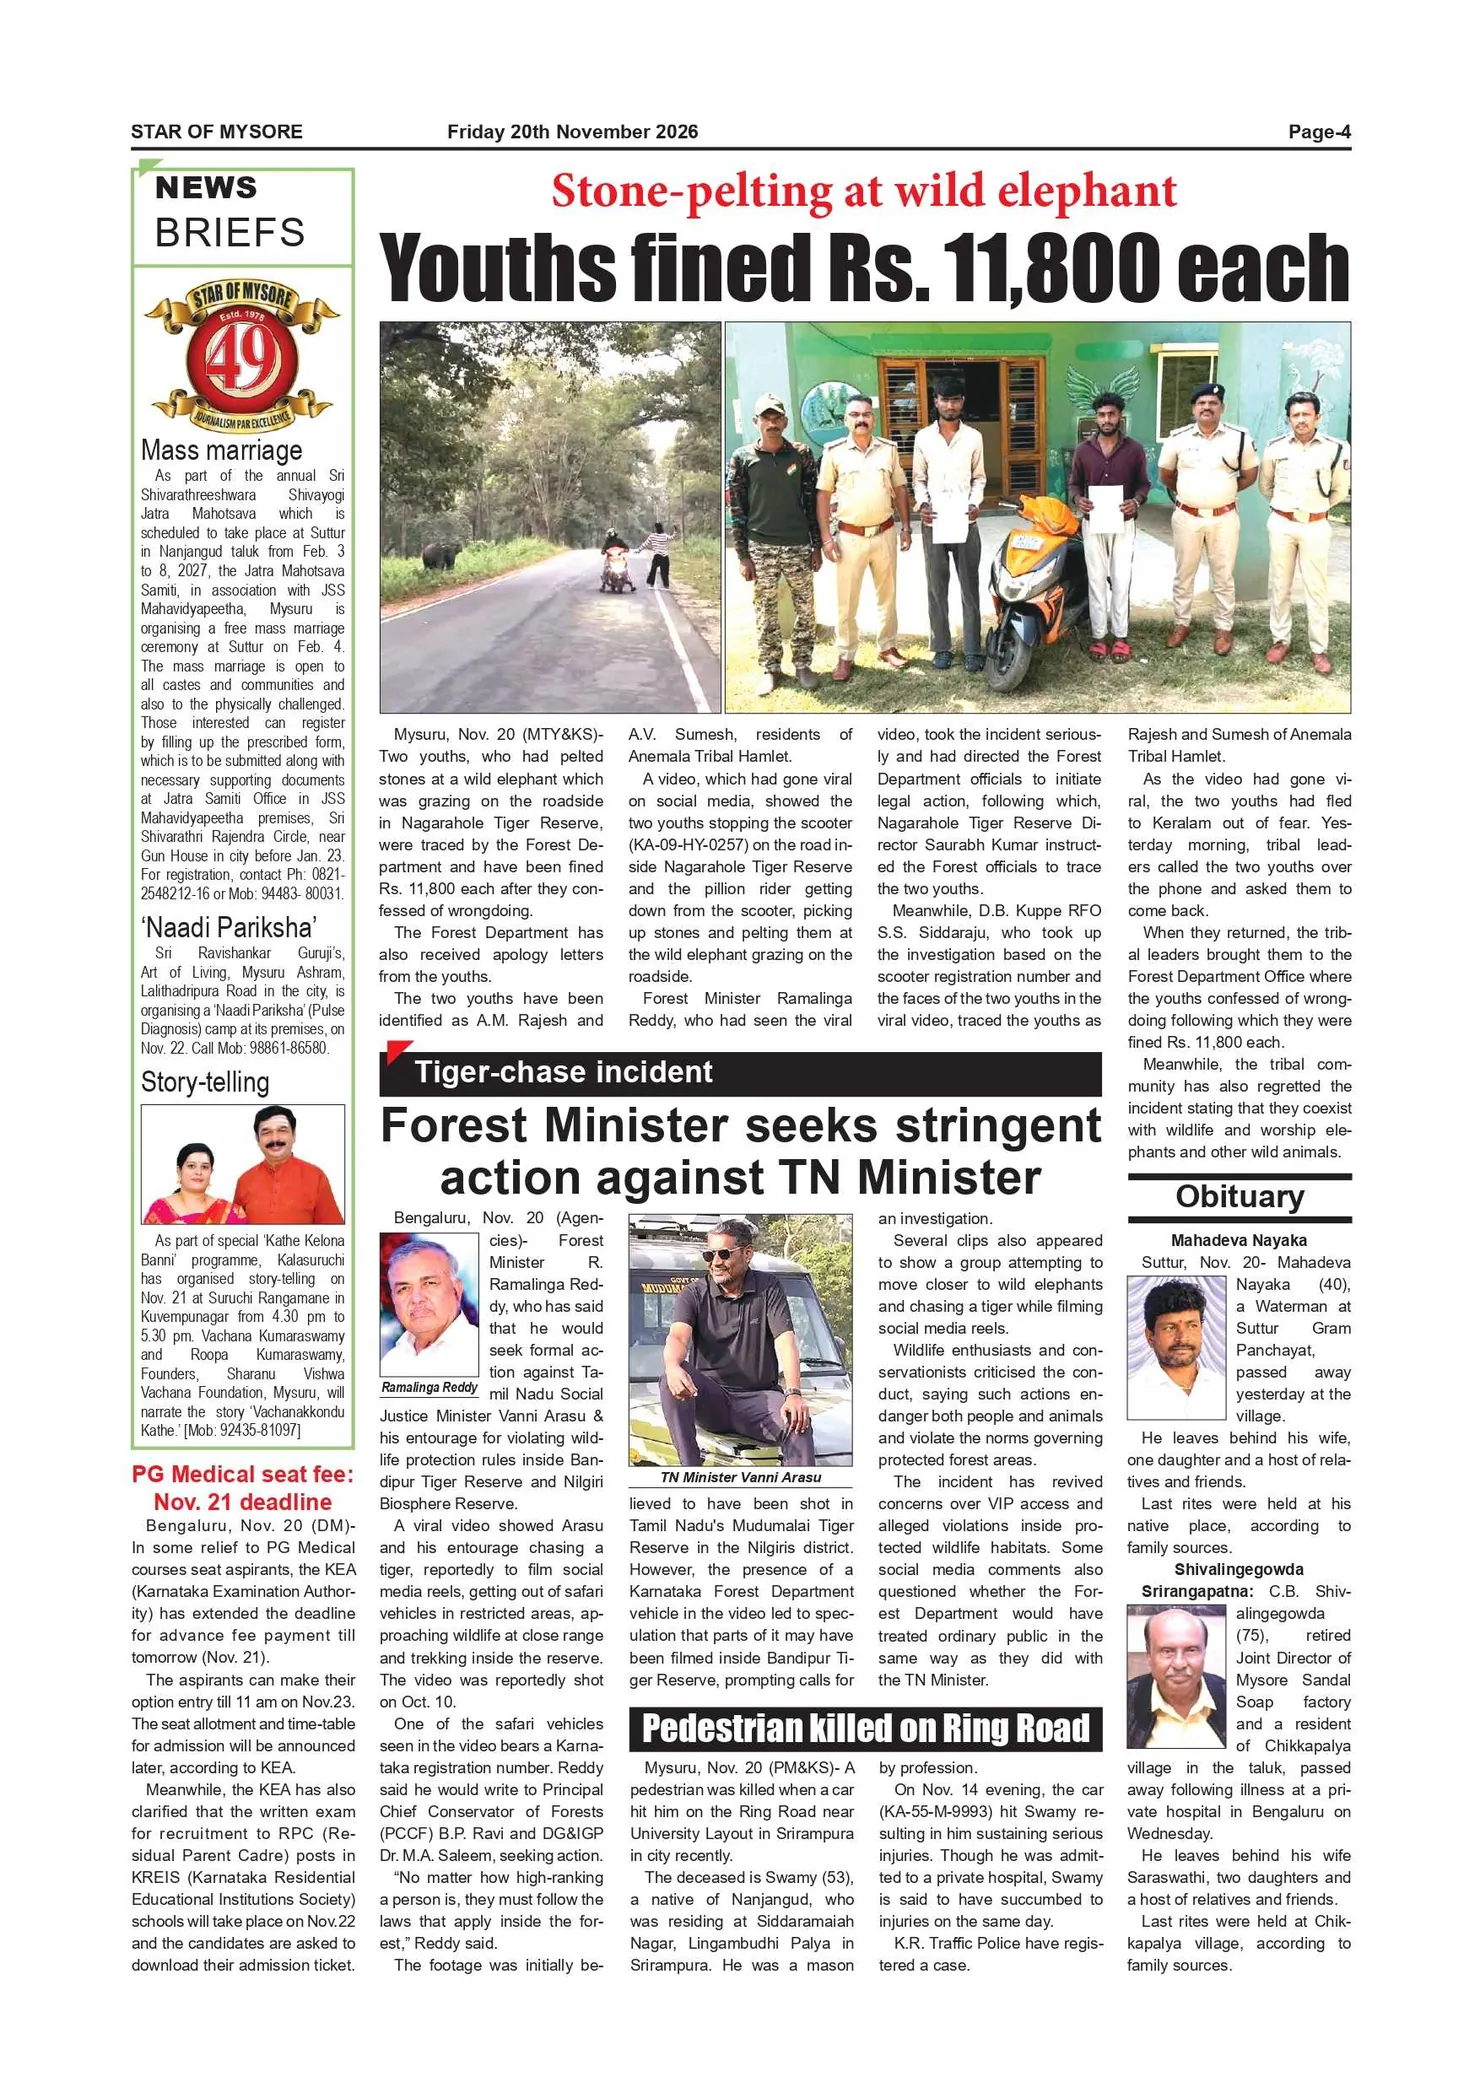 STAR OF MYSORE
Friday 20th November 2026
Page-4
NEWS
BRIEFS
STAR OF MYSORE
Estd. 1978
49
JOURNALISM PAR EXCELLENCE
Mass marriage
As part of the annual Sri
Shivarathreeshwara Shivayogi
Jatra Mahotsava which is
scheduled to take place at Suttur
in Nanjangud taluk from Feb. 3
to 8, 2027, the Jatra Mahotsava
Samiti, in association with JSS
Mahavidyapeetha, Mysuru is
organising a free mass marriage
ceremony at Suttur on Feb. 4.
The mass marriage is open to
all castes and communities and
also to the physically challenged.
Those interested can register
by filling up the prescribed form,
which is to be submitted along with
necessary supporting documents
at Jatra Samiti Office in JSS
Mahavidyapeetha premises, Sri
Shivarathri Rajendra Circle, near
Gun House in city before Jan. 23.
For registration, contact Ph: 0821-
2548212-16 or Mob: 94483- 80031.
‘Naadi Pariksha’
Sri Ravishankar Guruji’s,
Art of Living, Mysuru Ashram,
Lalithadripura Road in the city, is
organising a ‘Naadi Pariksha’ (Pulse
Diagnosis) camp at its premises, on
Nov. 22. Call Mob: 98861-86580.
Story-telling
As part of special ‘Kathe Kelona
Banni’ programme, Kalasuruchi
has organised story-telling on
Nov. 21 at Suruchi Rangamane in
Kuvempunagar from 4.30 pm to
5.30 pm. Vachana Kumaraswamy
and Roopa Kumaraswamy,
Founders, Sharanu Vishwa
Vachana Foundation, Mysuru, will
narrate the story ‘Vachanakkondu
Kathe.’ [Mob: 92435-81097]
PG Medical seat fee:
Nov. 21 deadline
Bengaluru, Nov. 20 (DM)-
In some relief to PG Medical
courses seat aspirants, the KEA
(Karnataka Examination Author-
ity) has extended the deadline
for advance fee payment till
tomorrow (Nov. 21).
The aspirants can make their
option entry till 11 am on Nov.23.
The seat allotment and time-table
for admission will be announced
later, according to KEA.
Meanwhile, the KEA has also
clarified that the written exam
for recruitment to RPC (Re-
sidual Parent Cadre) posts in
KREIS (Karnataka Residential
Educational Institutions Society)
schools will take place on Nov.22
and the candidates are asked to
download their admission ticket.
Stone-pelting at wild elephant
Youths fined Rs. 11,800 each
Mysuru, Nov. 20 (MTY&KS)-
Two youths, who had pelted
stones at a wild elephant which
was grazing on the roadside
in Nagarahole Tiger Reserve,
were traced by the Forest De-
partment and have been fined
Rs. 11,800 each after they con-
fessed of wrongdoing.
The Forest Department has
also received apology letters
from the youths.
The two youths have been
identified as A.M. Rajesh and
A.V. Sumesh, residents of
Anemala Tribal Hamlet.
A video, which had gone viral
on social media, showed the
two youths stopping the scooter
(KA-09-HY-0257) on the road in-
side Nagarahole Tiger Reserve
and the pillion rider getting
down from the scooter, picking
up stones and pelting them at
the wild elephant grazing on the
roadside.
Forest Minister Ramalinga
Reddy, who had seen the viral
video, took the incident serious-
ly and had directed the Forest
Department officials to initiate
legal action, following which,
Nagarahole Tiger Reserve Di-
rector Saurabh Kumar instruct-
ed the Forest officials to trace
the two youths.
Meanwhile, D.B. Kuppe RFO
S.S. Siddaraju, who took up
the investigation based on the
scooter registration number and
the faces of the two youths in the
viral video, traced the youths as
Rajesh and Sumesh of Anemala
Tribal Hamlet.
As the video had gone vi-
ral, the two youths had fled
to Keralam out of fear. Yes-
terday morning, tribal lead-
ers called the two youths over
the phone and asked them to
come back.
When they returned, the trib-
al leaders brought them to the
Forest Department Office where
the youths confessed of wrong-
doing following which they were
fined Rs. 11,800 each.
Meanwhile, the tribal com-
munity has also regretted the
incident stating that they coexist
with wildlife and worship ele-
phants and other wild animals.
Tiger-chase incident
Forest Minister seeks stringent
action against TN Minister
Bengaluru, Nov. 20 (Agen-
cies)- Forest
Minister R.
Ramalinga Red-
dy, who has said
that he would
seek formal ac-
tion against Ta-
mil Nadu Social
Ramalinga Reddy
Justice Minister Vanni Arasu &
his entourage for violating wild-
life protection rules inside Ban-
dipur Tiger Reserve and Nilgiri
Biosphere Reserve.
A viral video showed Arasu
and his entourage chasing a
tiger, reportedly to film social
media reels, getting out of safari
vehicles in restricted areas, ap-
proaching wildlife at close range
and trekking inside the reserve.
The video was reportedly shot
on Oct. 10.
One of the safari vehicles
seen in the video bears a Karna-
taka registration number. Reddy
said he would write to Principal
Chief Conservator of Forests
(PCCF) B.P. Ravi and DG&IGP
Dr. M.A. Saleem, seeking action.
“No matter how high-ranking
a person is, they must follow the
laws that apply inside the for-
est,” Reddy said.
The footage was initially be-
GOVT OF
MUDUMA
TN Minister Vanni Arasu
lieved to have been shot in
Tamil Nadu's Mudumalai Tiger
Reserve in the Nilgiris district.
However, the presence of a
Karnataka Forest Department
vehicle in the video led to spec-
ulation that parts of it may have
been filmed inside Bandipur Ti-
ger Reserve, prompting calls for
an investigation.
Several clips also appeared
to show a group attempting to
move closer to wild elephants
and chasing a tiger while filming
social media reels.
Wildlife enthusiasts and con-
servationists criticised the con-
duct, saying such actions en-
danger both people and animals
and violate the norms governing
protected forest areas.
The incident has revived
concerns over VIP access and
alleged violations inside pro-
tected wildlife habitats. Some
social media comments also
questioned whether the For-
est Department would have
treated ordinary public in the
same way as they did with
the TN Minister.
Pedestrian killed on Ring Road
Mysuru, Nov. 20 (PM&KS)- A
pedestrian was killed when a car
hit him on the Ring Road near
University Layout in Srirampura
in city recently.
The deceased is Swamy (53),
a native of Nanjangud, who
was residing at Siddaramaiah
Nagar, Lingambudhi Palya in
Srirampura. He was a mason
by profession.
On Nov. 14 evening, the car
(KA-55-M-9993) hit Swamy re-
sulting in him sustaining serious
injuries. Though he was admit-
ted to a private hospital, Swamy
is said to have succumbed to
injuries on the same day.
K.R. Traffic Police have regis-
tered a case.
Obituary
Mahadeva Nayaka
Suttur, Nov. 20- Mahadeva
Nayaka (40),
a Waterman at
Suttur Gram
Panchayat,
passed away
yesterday at the
village.
He leaves behind his wife,
one daughter and a host of rela-
tives and friends.
Last rites were held at his
native place, according to
family sources.
Shivalingegowda
Srirangapatna: C.B. Shiv-
alingegowda
(75), retired
Joint Director of
Mysore Sandal
Soap factory
and a resident
of Chikkapalya
village in the taluk, passed
away following illness at a pri-
vate hospital in Bengaluru on
Wednesday.
He leaves behind his wife
Saraswathi, two daughters and
a host of relatives and friends.
Last rites were held at Chik-
kapalya village, according to
family sources.